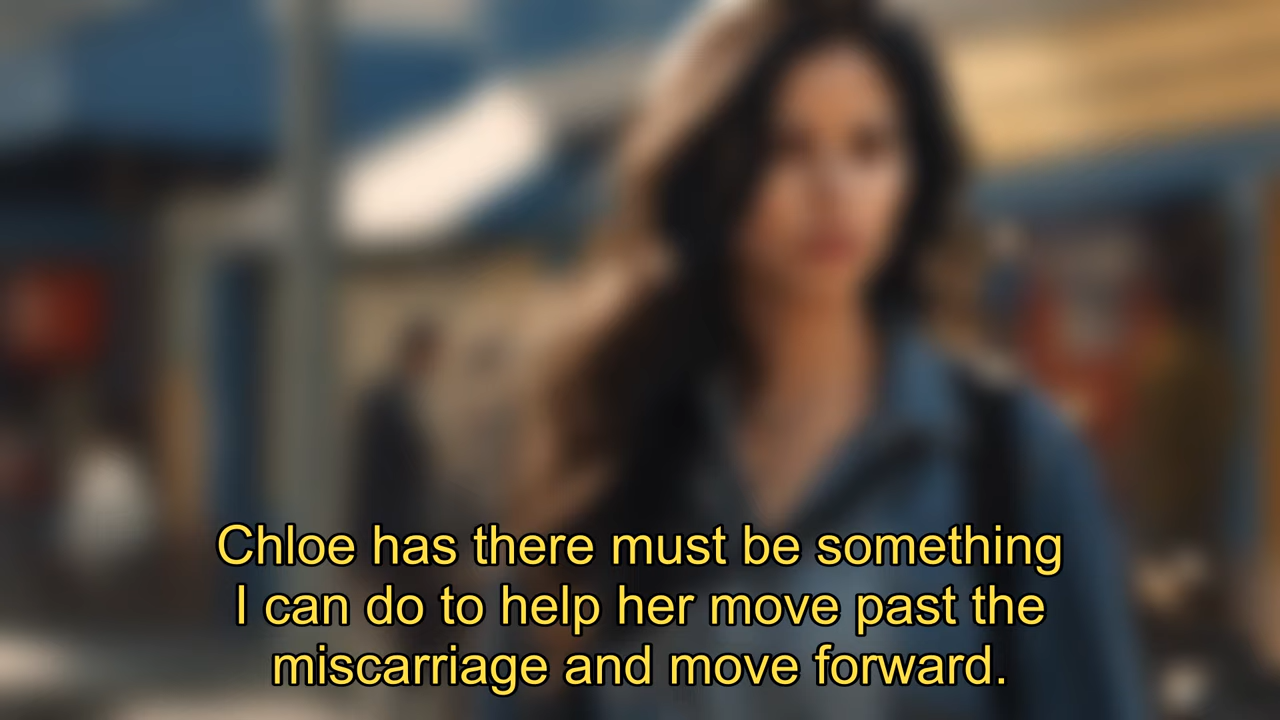 Chloe has there must be something
I can do to help her move past the
miscarriage and move forward.